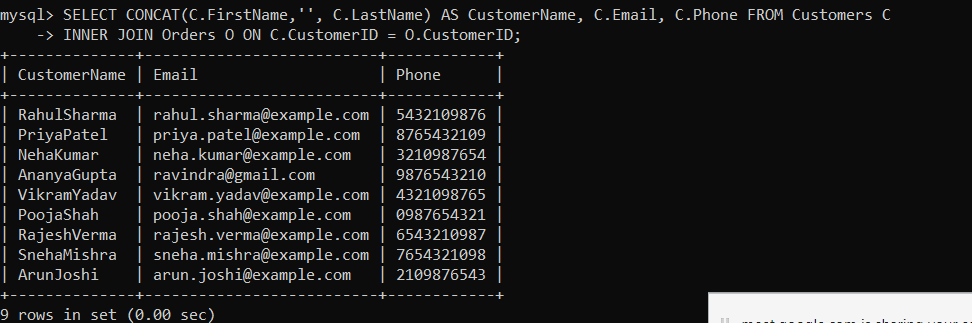 mysql> SELECT CONCAT(C.FirstName,'', C.LastName) AS CustomerName, C.Email, C.Phone FROM Customers C
    -> INNER JOIN Orders O ON C.CustomerID = O.CustomerID;
+--------------+--------------------------+------------+
| CustomerName | Email                    | Phone      |
+--------------+--------------------------+------------+
| RahulSharma  | rahul.sharma@example.com | 5432109876 |
| PriyaPatel   | priya.patel@example.com  | 8765432109 |
| NehaKumar    | neha.kumar@example.com   | 3210987654 |
| AnanyaGupta  | ravindra@gmail.com       | 9876543210 |
| VikramYadav  | vikram.yadav@example.com | 4321098765 |
| PoojaShah    | pooja.shah@example.com   | 0987654321 |
| RajeshVerma  | rajesh.verma@example.com | 6543210987 |
| SnehaMishra  | sneha.mishra@example.com | 7654321098 |
| ArunJoshi    | arun.joshi@example.com   | 2109876543 |
+--------------+--------------------------+------------+
9 rows in set (0.00 sec)
meet.google.com is sharing your